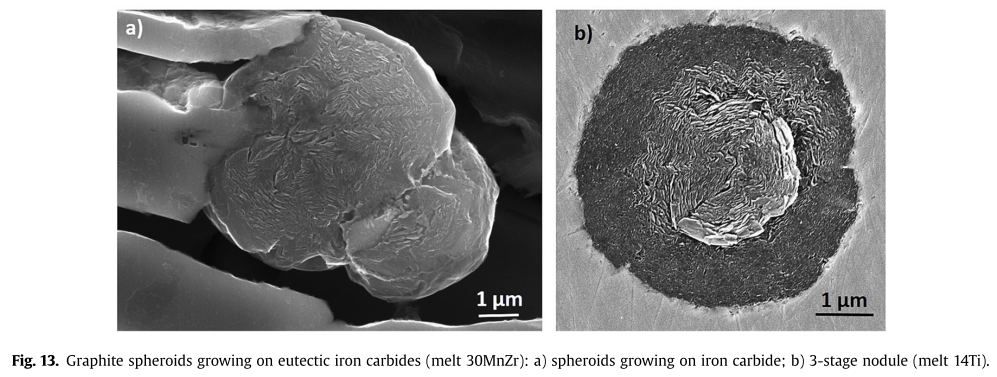 a)
1 μm
b)
1 μm
Fig. 13. Graphite spheroids growing on eutectic iron carbides (melt 30MnZr): a) spheroids growing on iron carbide; b) 3-stage nodule (melt 14Ti).